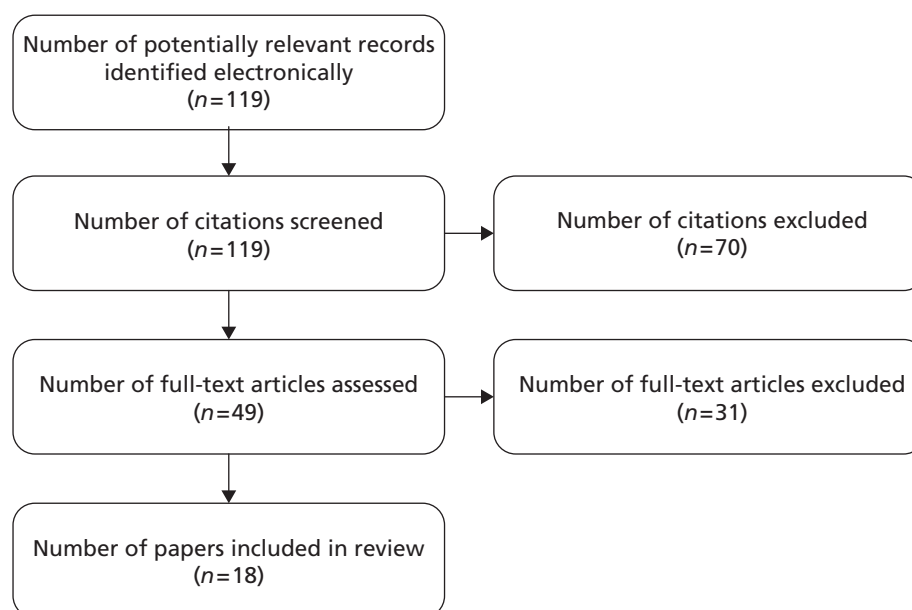 Number of potentially relevant records
identified electronically
(n=119)
Number of citations screened
(n=119)
Number of citations excluded
(n=70)
Number of full-text articles assessed
(n=49)
Number of full-text articles excluded
(n=31)
Number of papers included in review
(n=18)